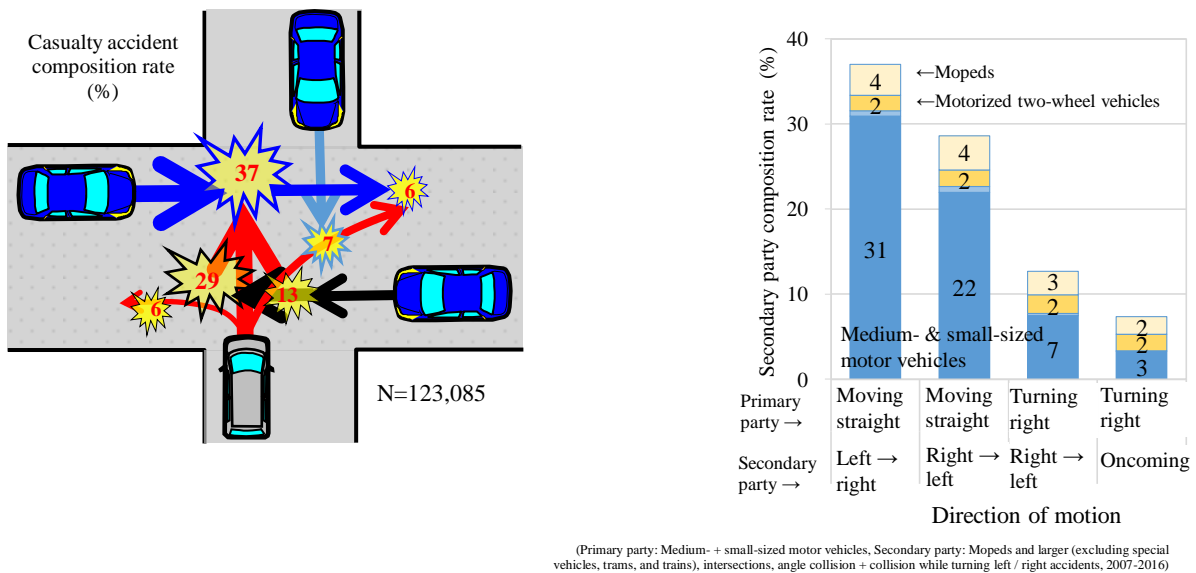 Casualty accident
composition rate
(%)
37
6
7
29
13
6
N=123,085
Secondary party composition rate (%)
40
30
20
10
0
4
←Mopeds
2
←Motorized two-wheel vehicles
31
4
2
22
3
2
7
2
2
3
Medium- & small-sized
motor vehicles
Primary
party →
Moving
straight
Moving
straight
Turning
right
Turning
right
Secondary
party →
Left →
right
Right →
left
Right →
left
Oncoming
Direction of motion
(Primary party: Medium- + small-sized motor vehicles, Secondary party: Mopeds and larger (excluding special
vehicles, trams, and trains), intersections, angle collision + collision while turning left / right accidents, 2007-2016)